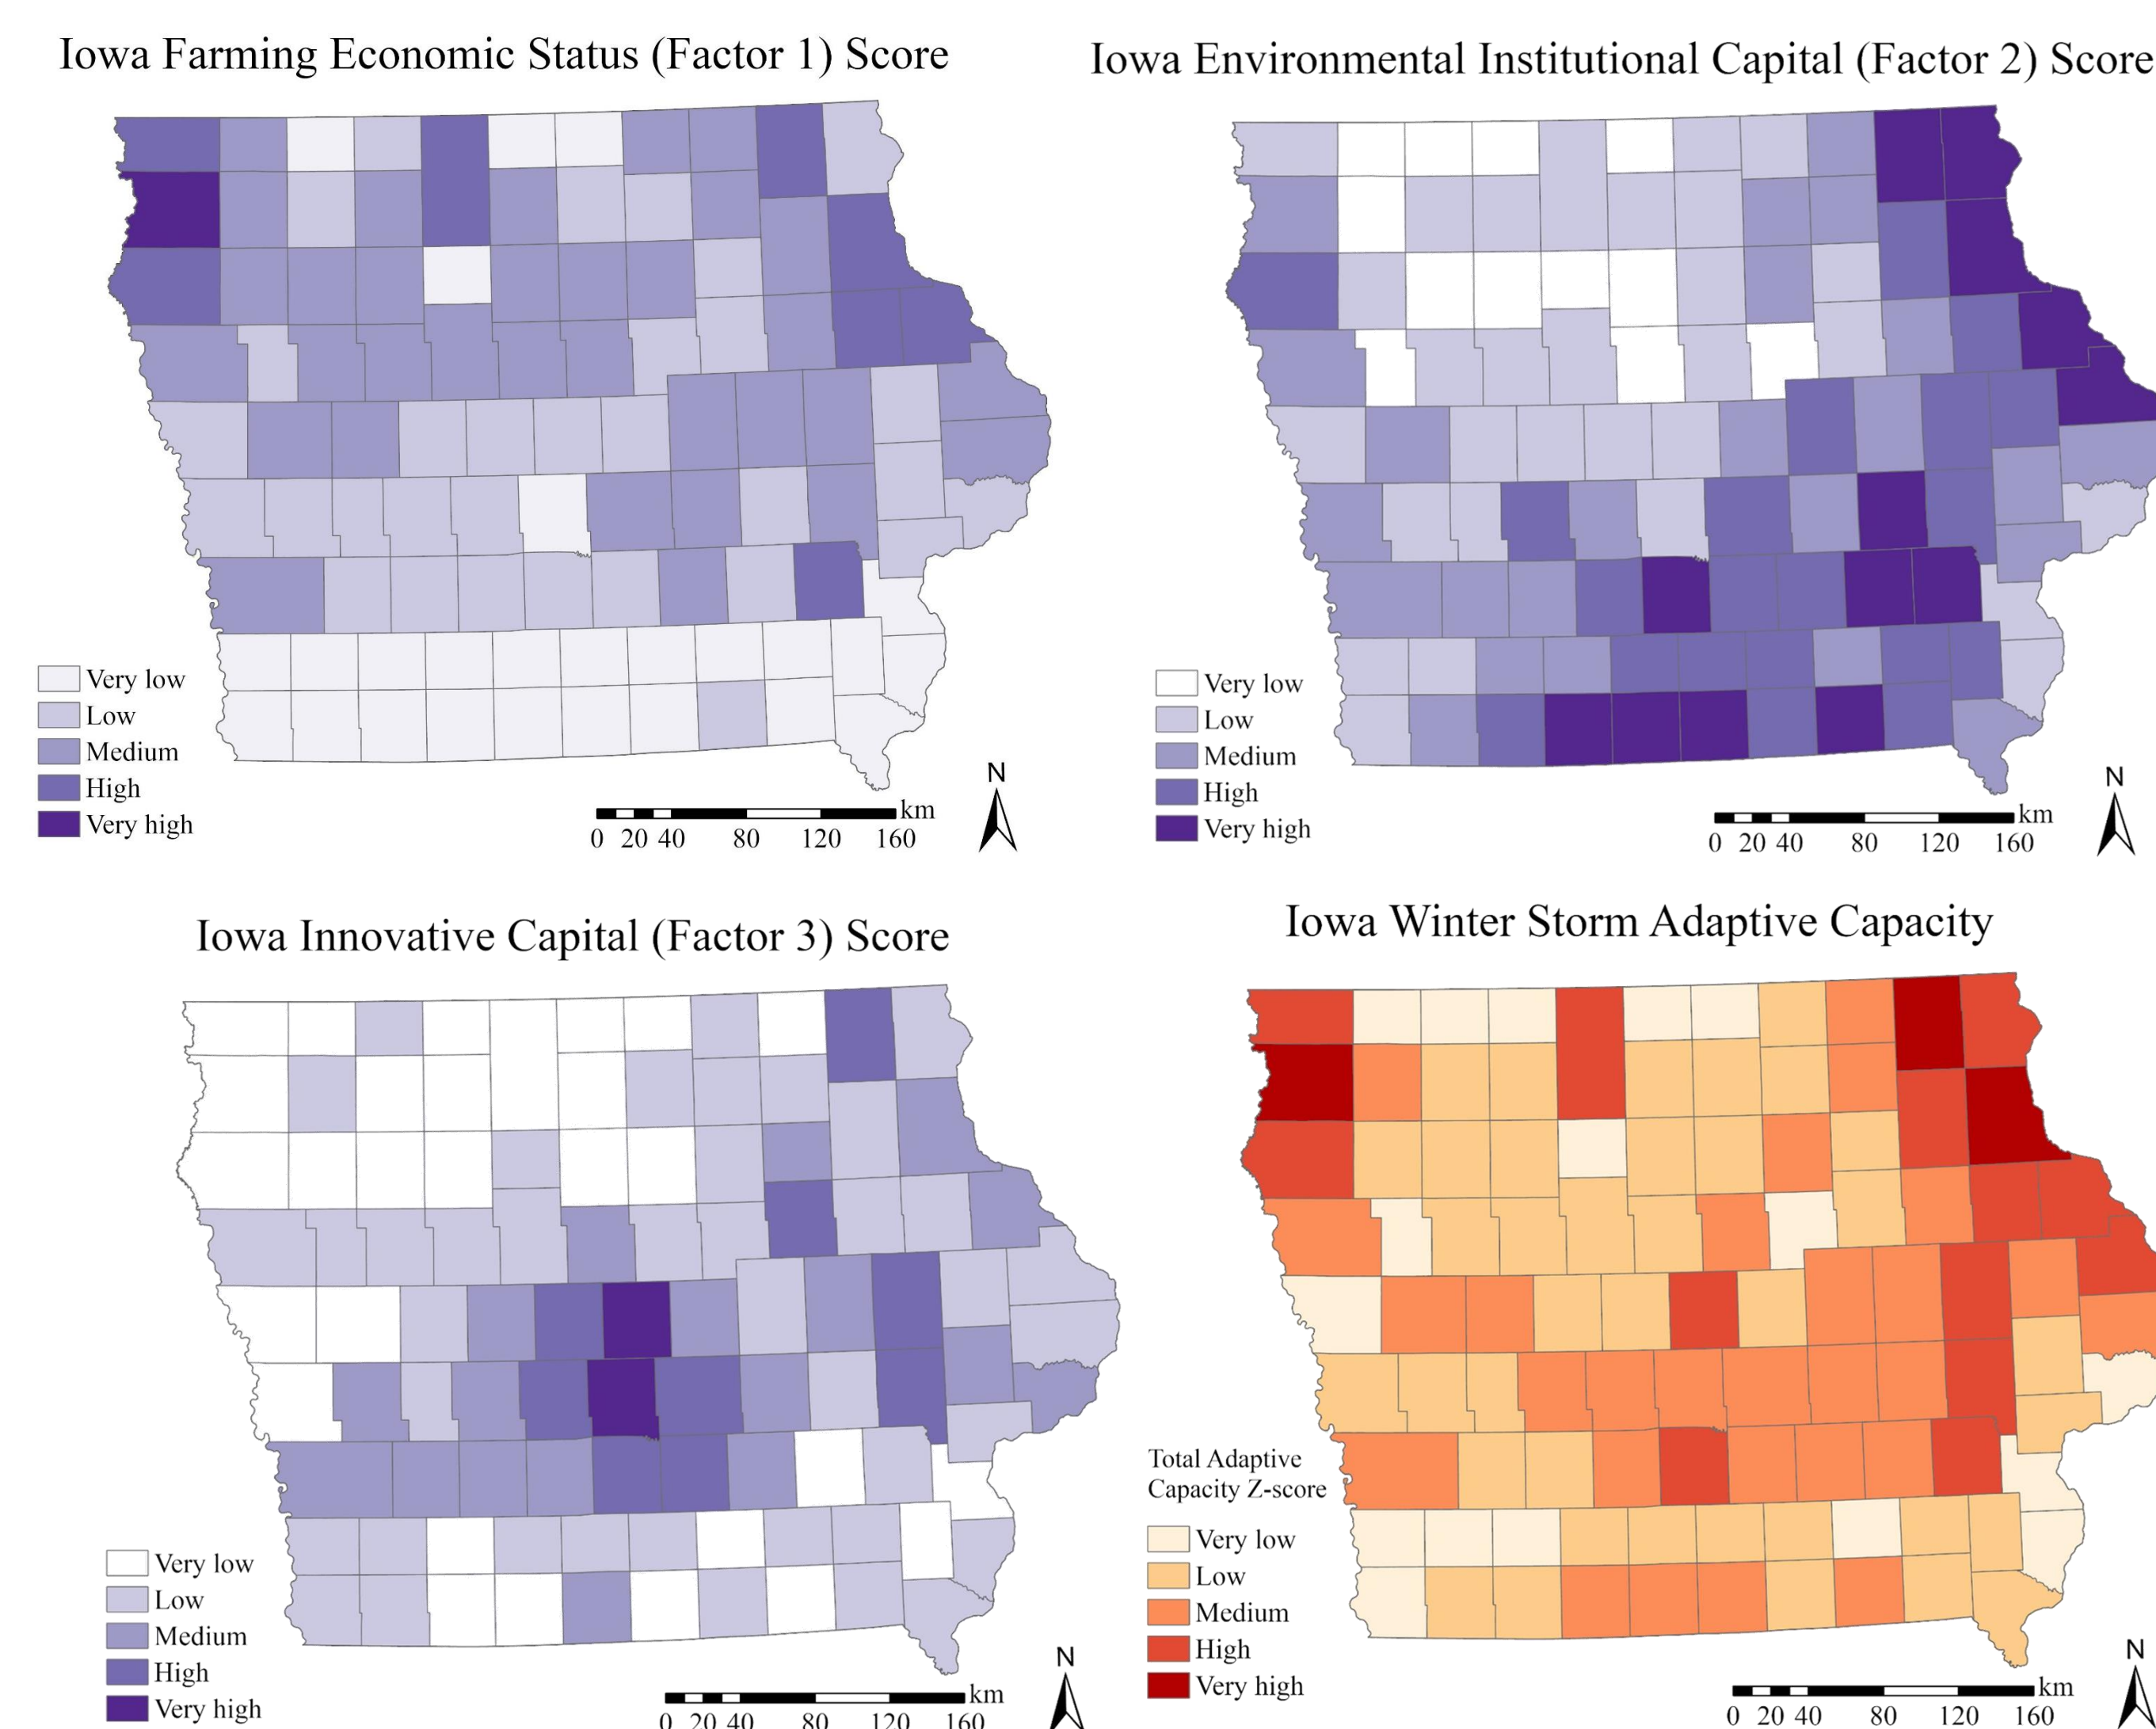 Iowa Farming Economic Status (Factor 1) Score
Very low
Low
Medium
High
Very high
N
km
0 20 40 80 120 160
Iowa Environmental Institutional Capital (Factor 2) Score
Very low
Low
Medium
High
Very high
N
km
0 20 40 80 120 160
Iowa Innovative Capital (Factor 3) Score
Very low
Low
Medium
High
Very high
N
km
0 20 40 80 120 160
Iowa Winter Storm Adaptive Capacity
Total Adaptive
Capacity Z-score
Very low
Low
Medium
High
Very high
N
km
0 20 40 80 120 160